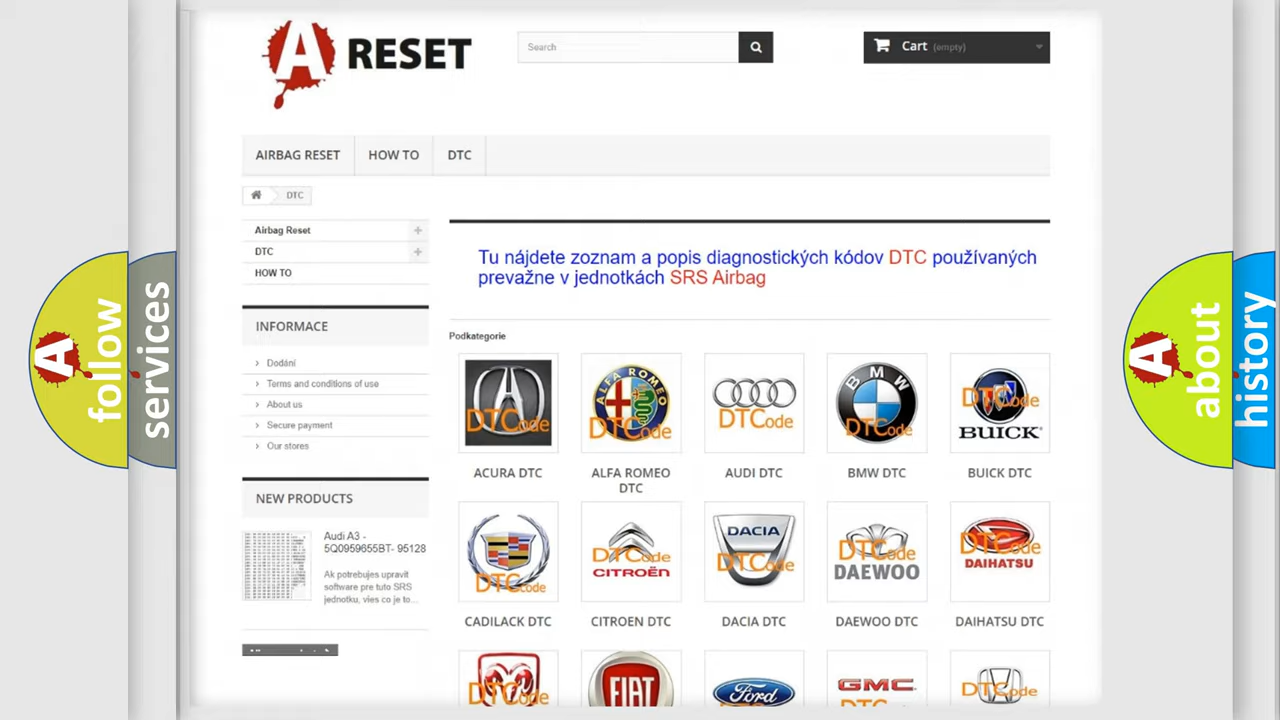 A RESET
Search
Cart (empty)
AIRBAG RESET
HOW TO
DTC
DTC
Airbag Reset
DTC
HOW TO
Tu nájdete zoznam a popis diagnostických kódov DTC používaných
prevažne v jednotkách SRS Airbag
INFORMACE
Dodání
Terms and conditions of use
About us
Secure payment
Our stores
NEW PRODUCTS
Audi A3 -
5Q0959655BT- 95128
Ak potrebujes upravit
software pre tuto SRS
jednotku, vies co je to...
Podkategorie
DTCode
ALFA ROMEO
DTCode
DTCode
BMW
DTCode
DTCode
BUICK
ACURA DTC
ALFA ROMEO
DTC
AUDI DTC
BMW DTC
BUICK DTC
DTCode
DTCode
CITROËN
DACIA
DTCode
DTCode
DAEWOO
DTCode
DAIHATSU
CADILACK DTC
CITROEN DTC
DACIA DTC
DAEWOO DTC
DAIHATSU DTC
DTCode
FIAT
Ford
GMC
DTCode
A follow
services
A about
history